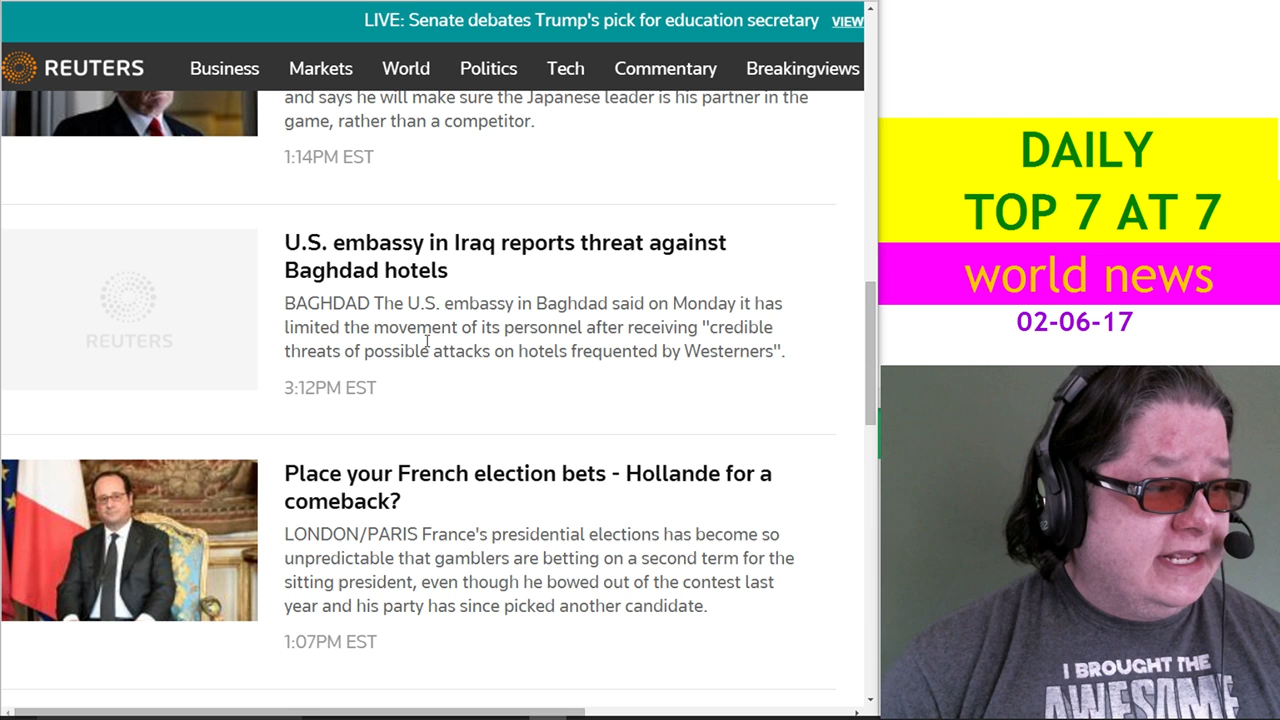 LIVE: Senate debates Trump's pick for education secretary VIEW
REUTERS Business Markets World Politics Tech Commentary Breakingviews
and says he will make sure the Japanese leader is his partner in the
game, rather than a competitor.
1:14PM EST
U.S. embassy in Iraq reports threat against
Baghdad hotels
BAGHDAD The U.S. embassy in Baghdad said on Monday it has
limited the movement of its personnel after receiving "credible
threats of possible attacks on hotels frequented by Westerners".
3:12PM EST
REUTERS
Place your French election bets - Hollande for a
comeback?
LONDON/PARIS France's presidential elections has become so
unpredictable that gamblers are betting on a second term for the
sitting president, even though he bowed out of the contest last
year and his party has since picked another candidate.
1:07PM EST
DAILY
TOP 7 AT 7
world news
02-06-17
I BROUGHT THE
AWESOME